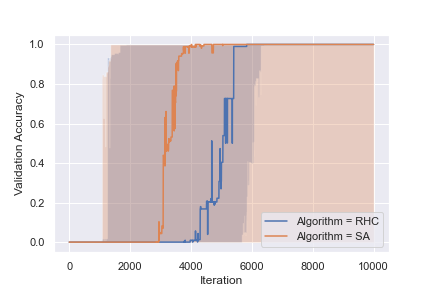 1.0
0.8
0.6
0.4
0.2
0.0
Validation Accuracy
Algorithm = RHC
Algorithm = SA
0 2000 4000 6000 8000 10000
Iteration